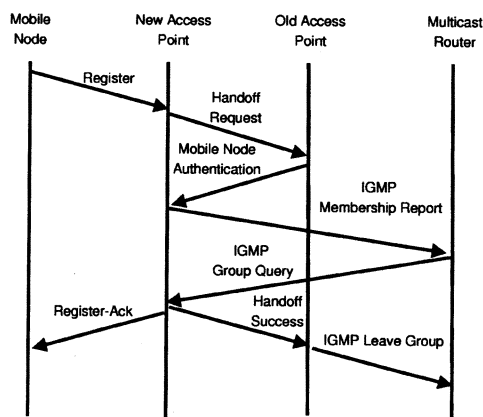 Mobile
Node
New Access
Point
Old Access
Point
Multicast
Router
Register
Handoff
Request
Mobile Node
Authentication
IGMP
Membership Report
IGMP
Group Query
Register-Ack
Handoff
Success
IGMP Leave Group